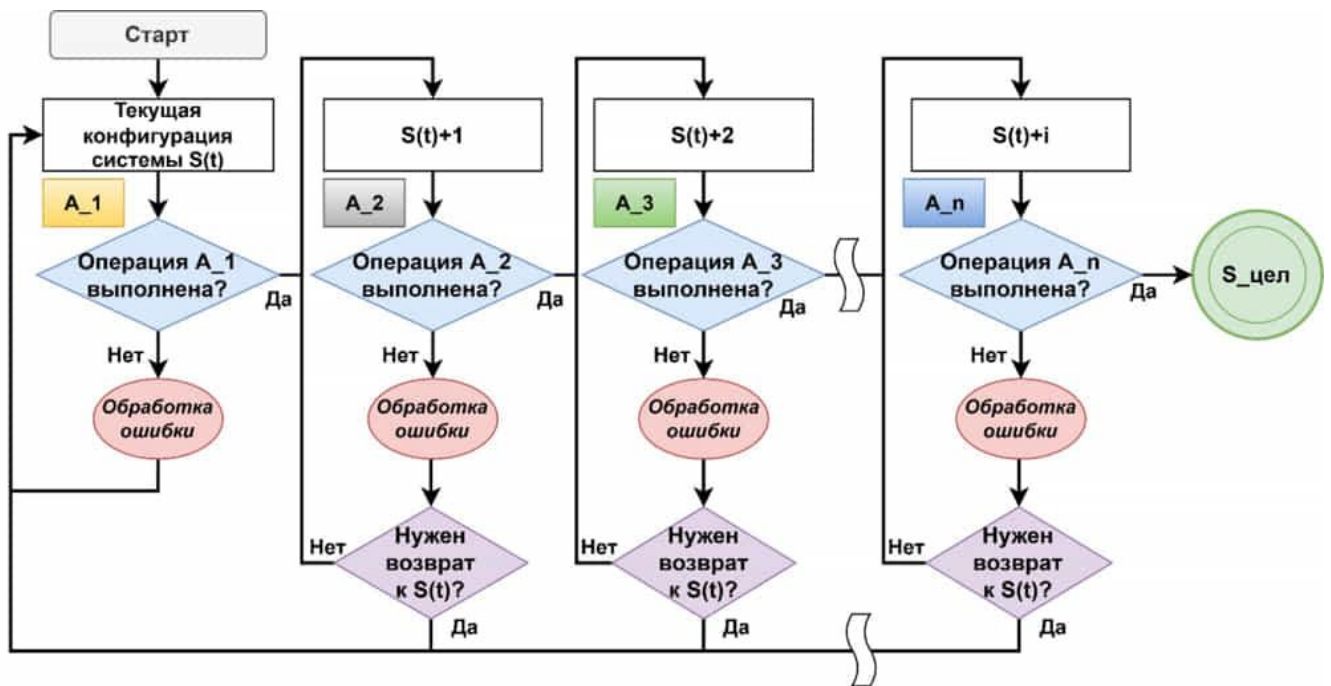 Старт
Текущая
конфигурация
системы S(t)
S(t)+1
S(t)+2
S(t)+i
A_1
A_2
A_3
A_n
Операция A_1
выполнена?
Да
Операция A_2
выполнена?
Да
Операция A_3
выполнена?
Да
Операция A_n
выполнена?
Да
S_цел
Нет
Нет
Нет
Нет
Обработка
ошибки
Обработка
ошибки
Обработка
ошибки
Обработка
ошибки
Нет
Нужен
возврат
к S(t)?
Да
Нет
Нужен
возврат
к S(t)?
Да
Нет
Нужен
возврат
к S(t)?
Да